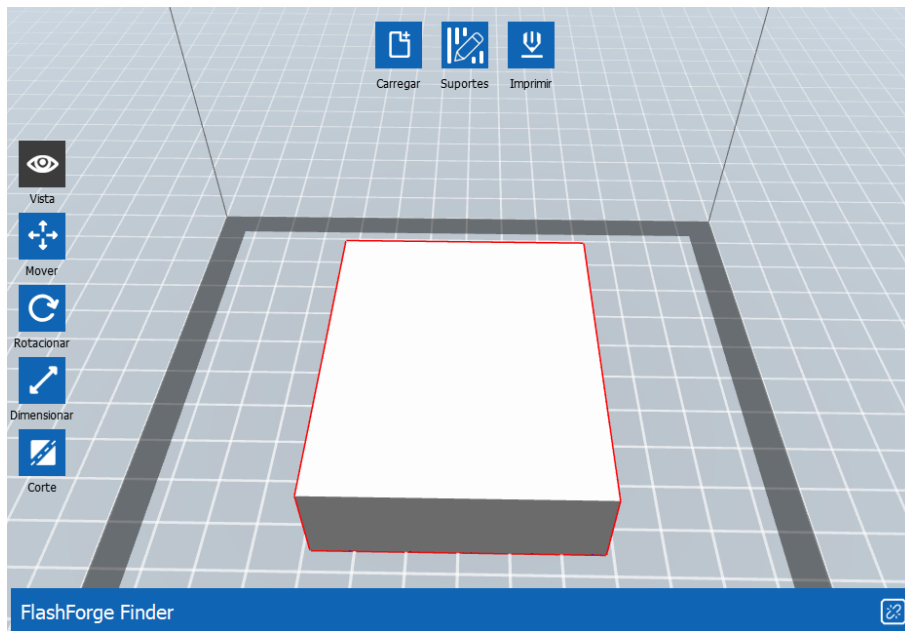 Carregar Suportes Imprimir
Vista
Mover
Rotacionar
Dimensionar
Corte
FlashForge Finder